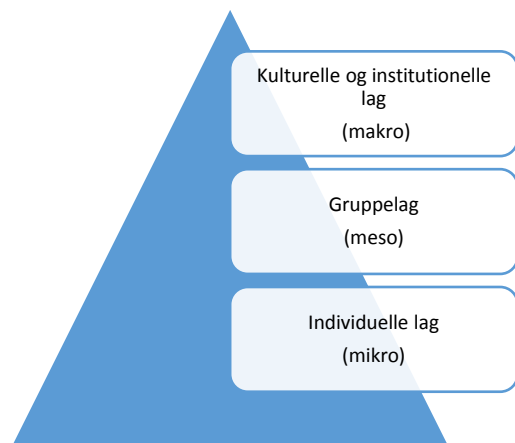 Kulturelle og institutionelle
lag
(makro)
Gruppelag
(meso)
Individuelle lag
(mikro)